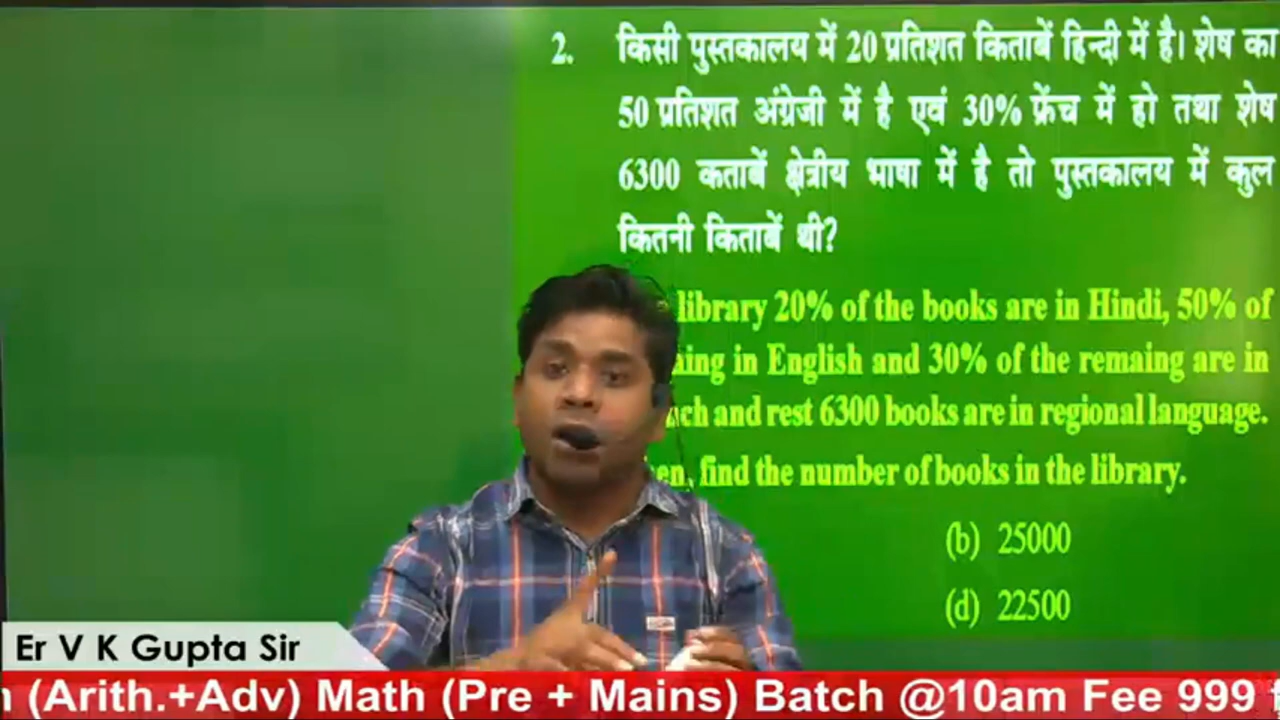 2. किसी पुस्तकालय में 20 प्रतिशत किताबें हिन्दी में है। शेष का
50 प्रतिशत अंग्रेजी में है एवं 30% फ्रेंच में हो तथा शेष
6300 कताबें क्षेत्रीय भाषा में है तो पुस्तकालय में कुल
कितनी किताबें थी?
library 20% of the books are in Hindi, 50% of
in English and 30% of the remaing are in
and rest 6300 books are in regional language.
find the number of books in the library.
(b) 25000
(d) 22500
Er V K Gupta Sir
(Arith.+Adv) Math (Pre + Mains) Batch @10am Fee 999